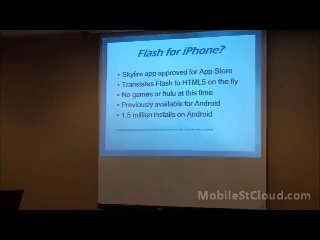 Flash for iPhone?
• Skyfire app approved for App Store
• Translates Flash to HTML5 on the fly
• No games or hulu at this time
• Previously available for Android
• 1.5 million installs on Android
MobileStCloud.com